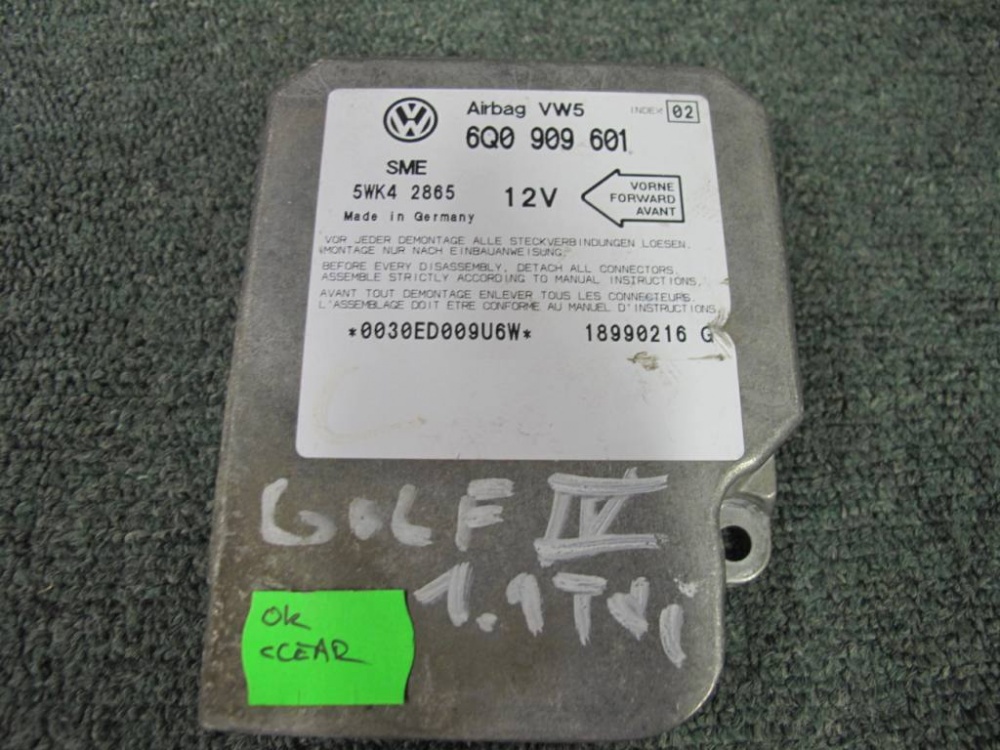 Airbag VW5
INDEX 02
6Q0 909 601
SME
5WK4 2865
12V
VORNE
FORWARD
AVANT
Made in Germany
VOR JEDER DEMONTAGE ALLE STECKVERBINDUNGEN LOESEN.
MONTAGE NUR NACH EINBAUANWEISUNG.
BEFORE EVERY DISASSEMBLY, DETACH ALL CONNECTORS.
ASSEMBLE STRICTLY ACCORDING TO MANUAL INSTRUCTIONS.
AVANT TOUT DEMONTAGE ENLEVER TOUS LES CONNECTEURS.
L'ASSEMBLAGE DOIT ETRE CONFORME AU MANUEL D'INSTRUCTIONS
*0030ED009U6W* 18990216 G
GOLF IV
1.9 TDi
Ok
CLEAR